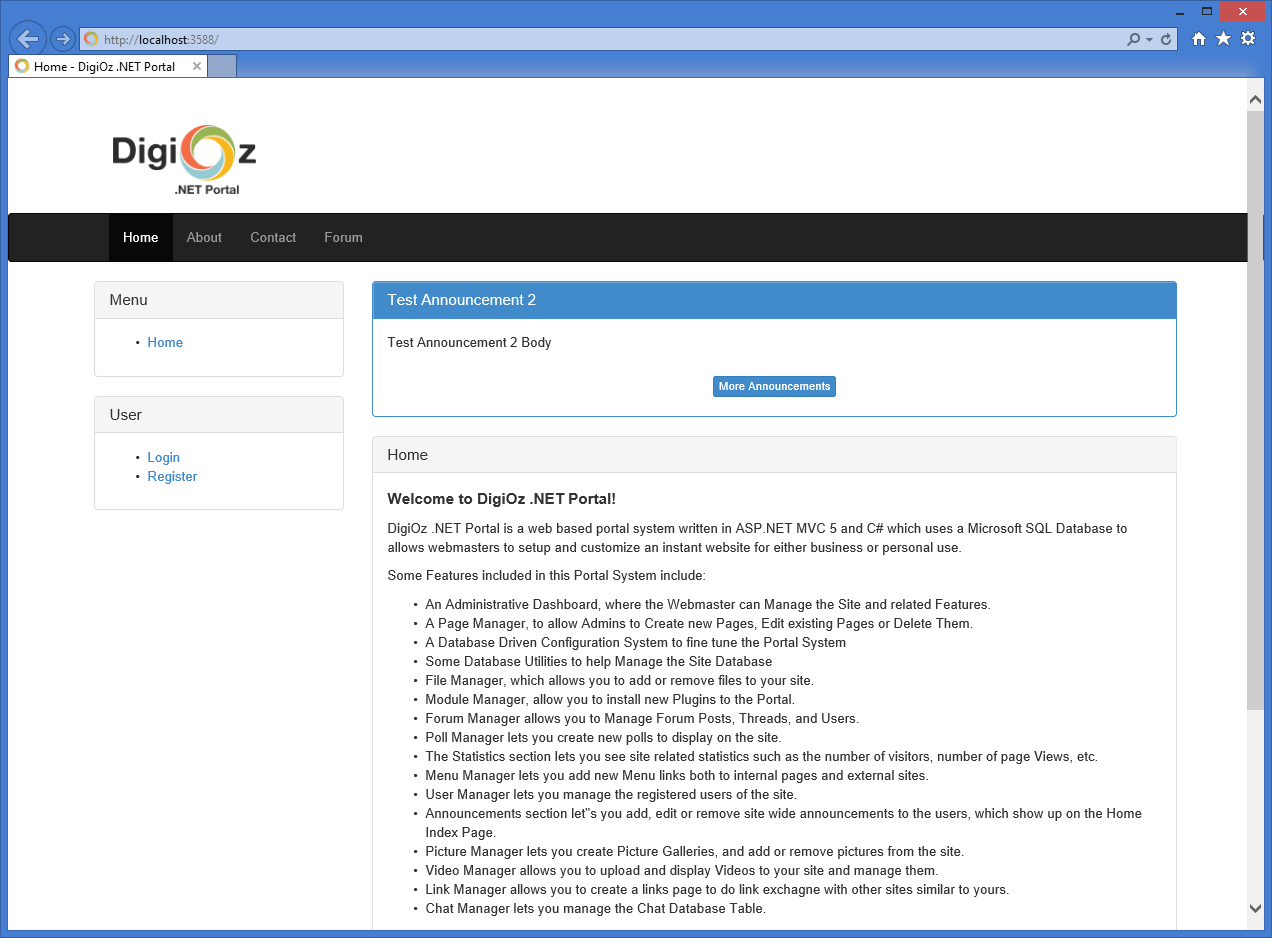 http://localhost:3588/
Home - DigiOz .NET Portal
DigiOz
.NET Portal
Home About Contact Forum
Menu
• Home
User
• Login
• Register
Test Announcement 2
Test Announcement 2 Body
More Announcements
Home
Welcome to DigiOz .NET Portal!
DigiOz .NET Portal is a web based portal system written in ASP.NET MVC 5 and C# which uses a Microsoft SQL Database to
allows webmasters to setup and customize an instant website for either business or personal use.
Some Features included in this Portal System include:
• An Administrative Dashboard, where the Webmaster can Manage the Site and related Features.
• A Page Manager, to allow Admins to Create new Pages, Edit existing Pages or Delete Them.
• A Database Driven Configuration System to fine tune the Portal System
• Some Database Utilities to help Manage the Site Database
• File Manager, which allows you to add or remove files to your site.
• Module Manager, allow you to install new Plugins to the Portal.
• Forum Manager allows you to Manage Forum Posts, Threads, and Users.
• Poll Manager lets you create new polls to display on the site.
• The Statistics section lets you see site related statistics such as the number of visitors, number of page Views, etc.
• Menu Manager lets you add new Menu links both to internal pages and external sites.
• User Manager lets you manage the registered users of the site.
• Announcements section let"s you add, edit or remove site wide announcements to the users, which show up on the Home
Index Page.
• Picture Manager lets you create Picture Galleries, and add or remove pictures from the site.
• Video Manager allows you to upload and display Videos to your site and manage them.
• Link Manager allows you to create a links page to do link exchagne with other sites similar to yours.
• Chat Manager lets you manage the Chat Database Table.